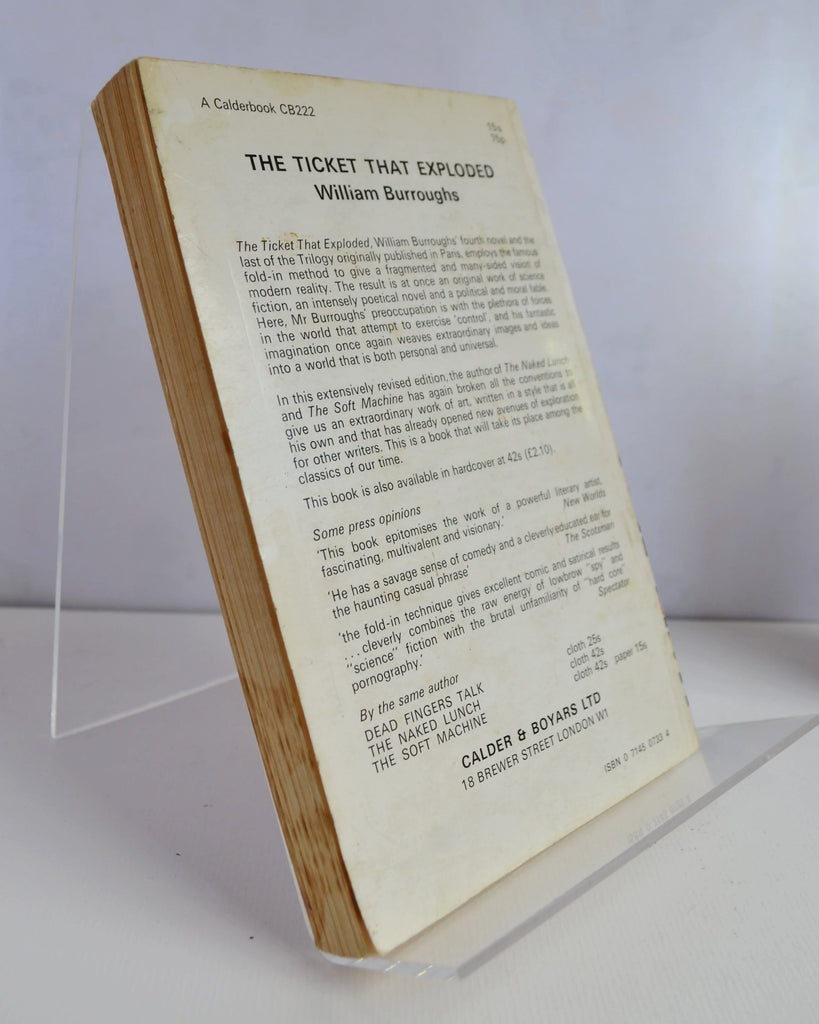 A Calderbook CB222
15s
75p
THE TICKET THAT EXPLODED
William Burroughs
The Ticket That Exploded, William Burroughs' fourth novel and the
last of the Trilogy originally published in Paris, employs the famous
fold-in method to give a fragmented and many-sided vision of
modern reality. The result is at once an original work of science
fiction, an intensely poetical novel and a political and moral fable.
Here, Mr Burroughs' preoccupation is with the plethora of forces
in the world that attempt to exercise 'control', and his fantastic
imagination once again weaves extraordinary images and ideas
into a world that is both personal and universal.
In this extensively revised edition, the author of The Naked Lunch
and The Soft Machine has again broken all the conventions to
give us an extraordinary work of art, written in a style that is all
his own and that has already opened new avenues of exploration
for other writers. This is a book that will take its place among the
classics of our time.
This book is also available in hardcover at 42s (£2.10).
Some press opinions
'This book epitomises the work of a powerful literary artist,
fascinating, multivalent and visionary.' New Worlds
'He has a savage sense of comedy and a cleverly educated ear for
the haunting casual phrase' The Scotsman
'the fold-in technique gives excellent comic and satirical results
... cleverly combines the raw energy of lowbrow "spy" and
"science" fiction with the brutal unfamiliarity of "hard core"
pornography.' Spectator
By the same author
DEAD FINGERS TALK cloth 25s
THE NAKED LUNCH cloth 42s
THE SOFT MACHINE cloth 42s paper 15s
CALDER & BOYARS LTD
18 BREWER STREET LONDON W1
ISBN 0 7145 0733 4